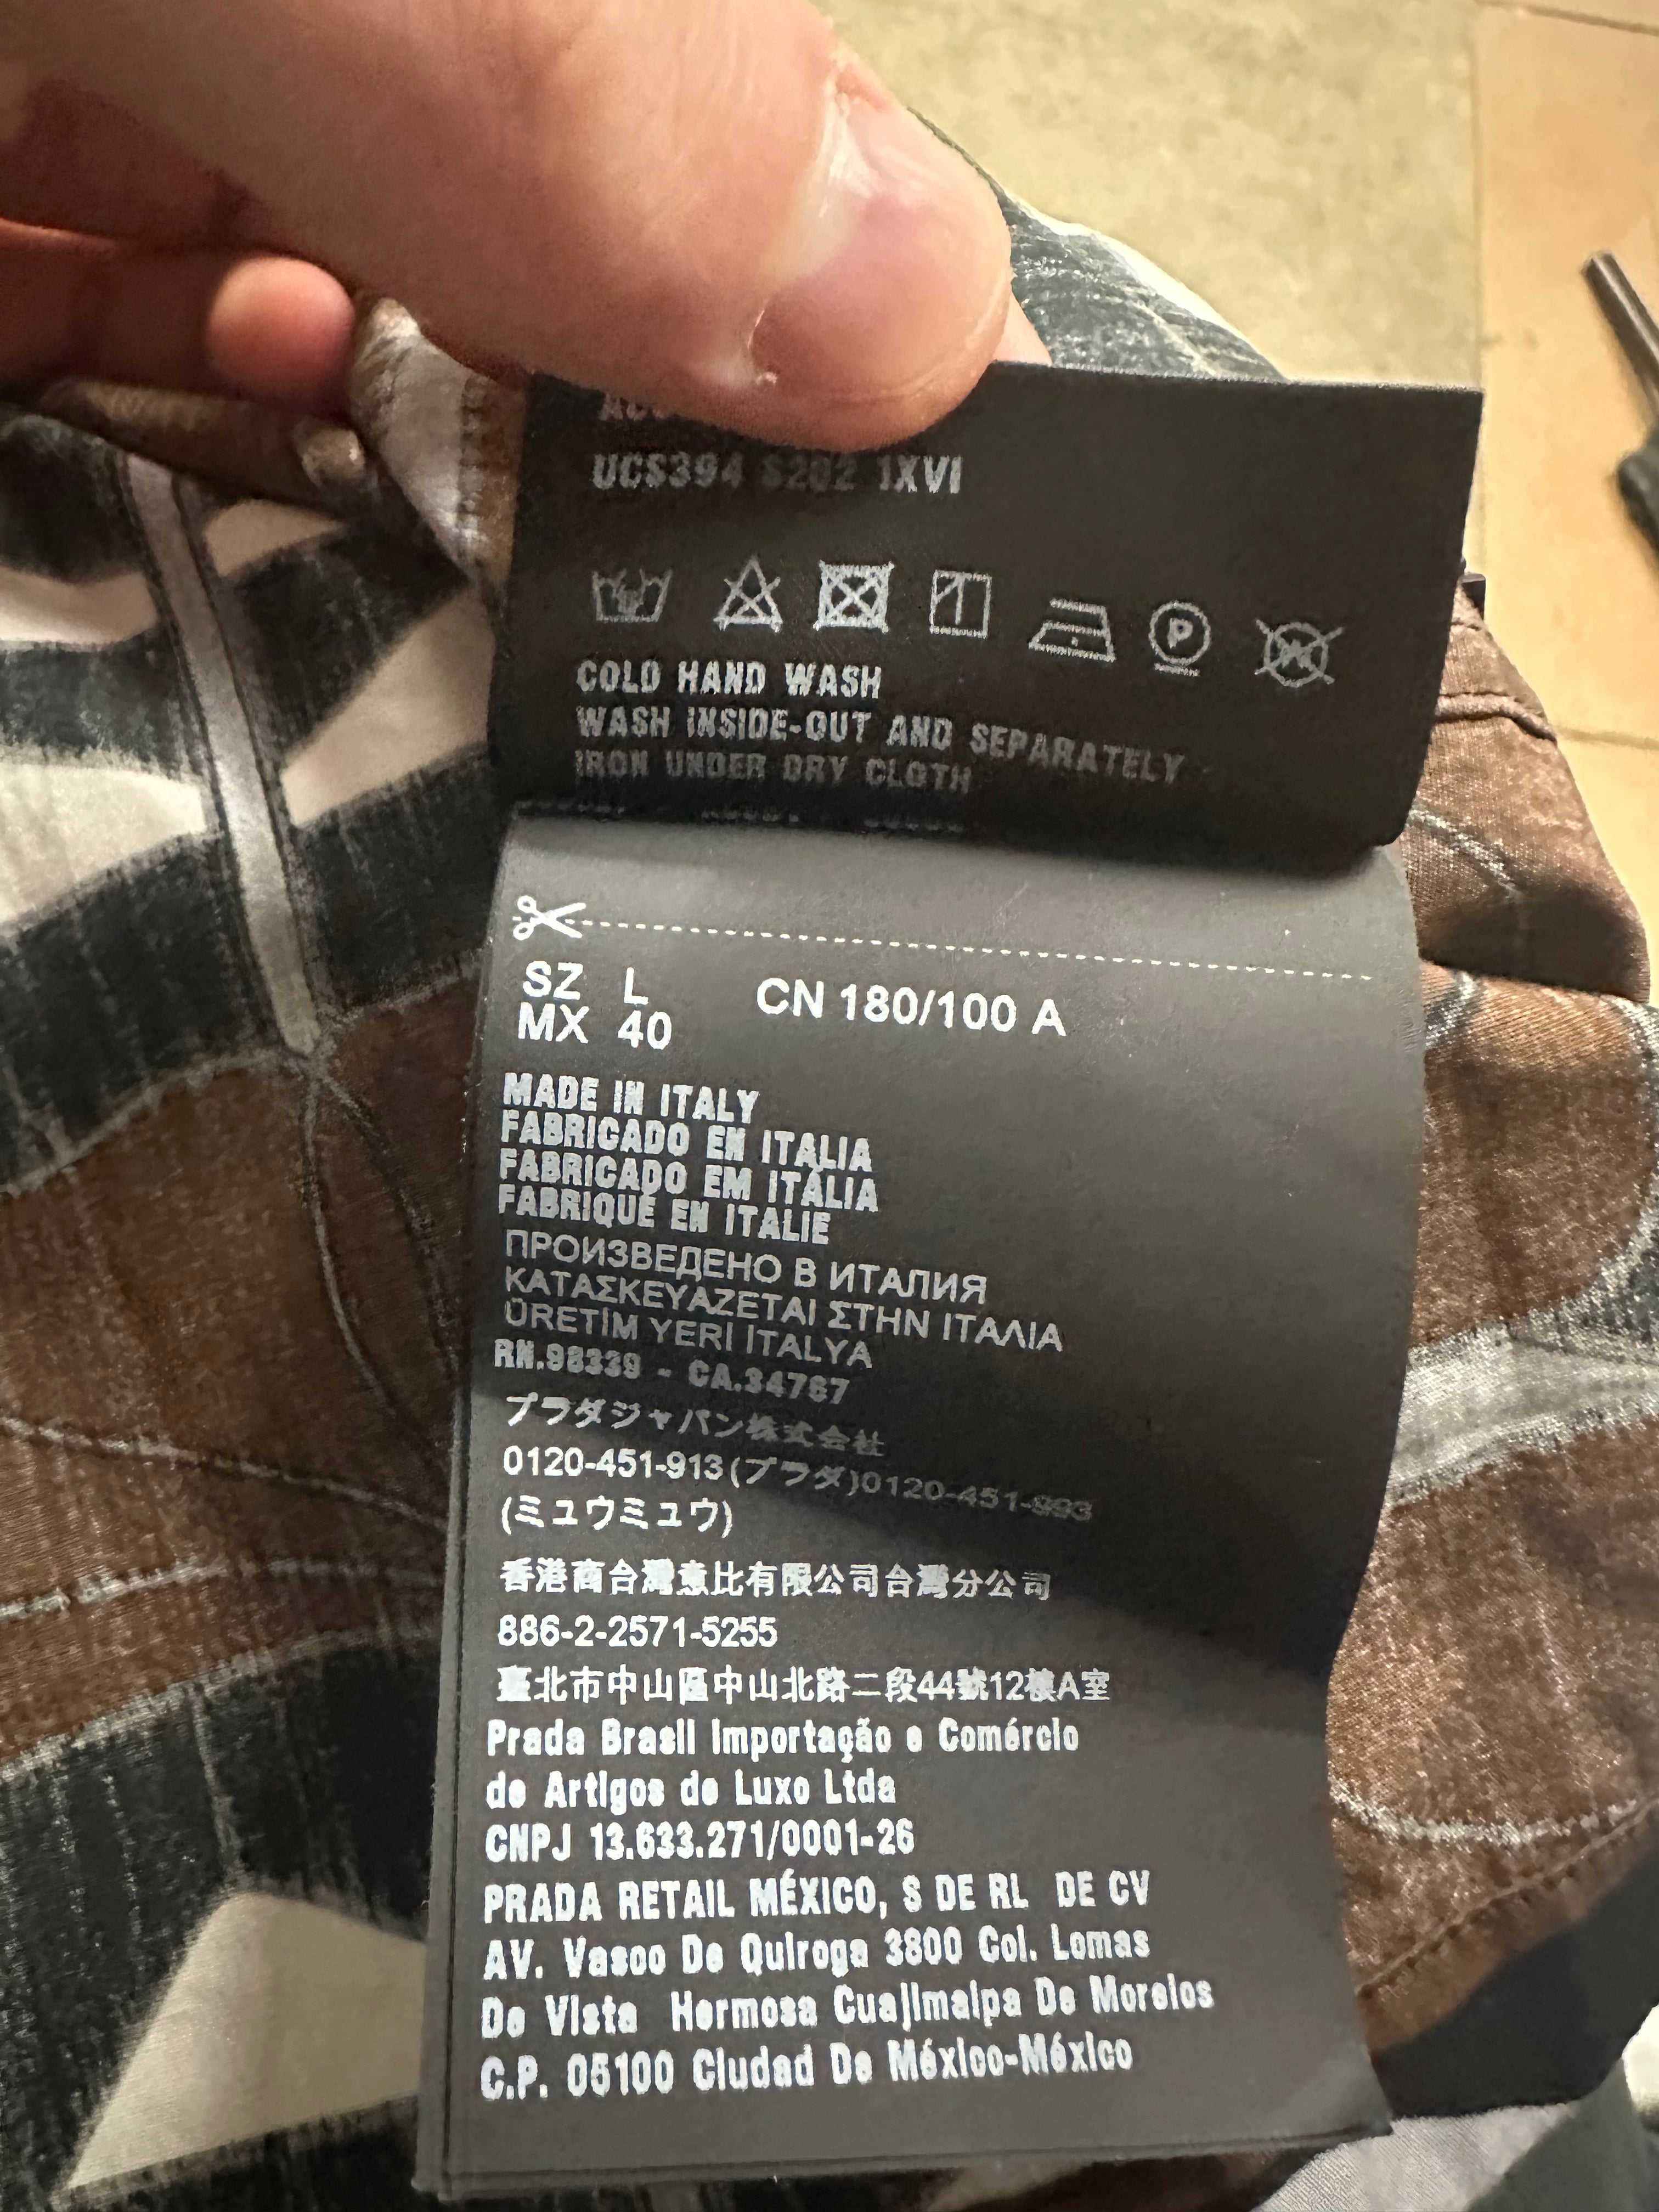 UCS394 S202 1XVI
P
W
COLD HAND WASH
WASH INSIDE-OUT AND SEPARATELY
IRON UNDER DRY CLOTH
SZ L CN 180/100 A
MX 40
MADE IN ITALY
FABRICADO EN ITALIA
FABRICADO EM ITÁLIA
FABRIQUÉ EN ITALIE
ПРОИЗВЕДЕНО В ИТАЛИЯ
ΚΑΤΑΣΚΕΥΑΖΕΤΑΙ ΣΤΗΝ ΙΤΑΛΙΑ
ÜRETİM YERİ İTALYA
RN.98339 - CA.34767
プラダジャパン株式会社
0120-451-913(プラダ)0120-451-993
(ミュウミュウ)
香港商台灣意比有限公司台灣分公司
886-2-2571-5255
臺北市中山區中山北路二段44號12樓A室
Prada Brasil Importação e Comércio
de Artigos de Luxo Ltda
CNPJ 13.633.271/0001-26
PRADA RETAIL MÉXICO, S DE RL DE CV
AV. Vasco De Quiroga 3800 Col. Lomas
De Vista Hermosa Cuajimalpa De Morelos
C.P. 05100 Ciudad De México-México